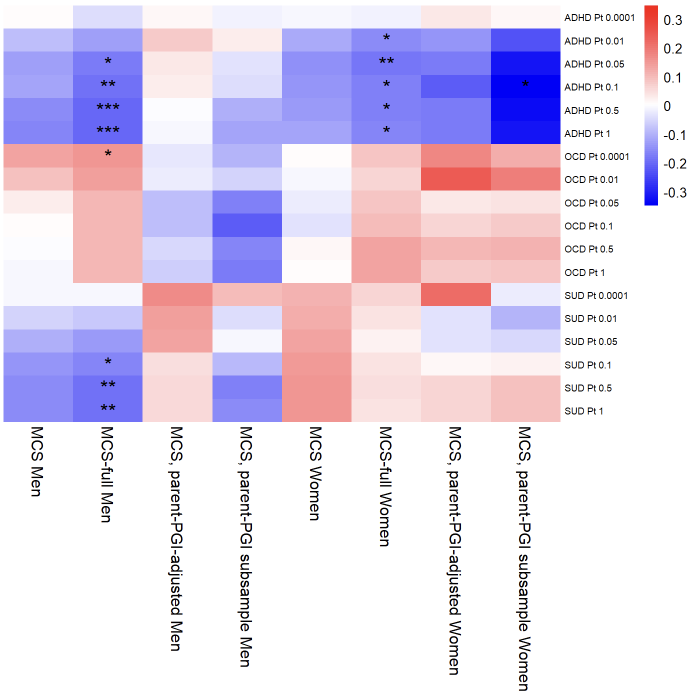 ADHD Pt 0.0001
ADHD Pt 0.01
*
ADHD Pt 0.05
*
**
ADHD Pt 0.1
**
*
*
ADHD Pt 0.5
***
*
ADHD Pt 1
***
*
OCD Pt 0.0001
*
OCD Pt 0.01
OCD Pt 0.05
OCD Pt 0.1
OCD Pt 0.5
OCD Pt 1
SUD Pt 0.0001
SUD Pt 0.01
SUD Pt 0.05
SUD Pt 0.1
*
SUD Pt 0.5
**
SUD Pt 1
**
0.3
0.2
0.1
0
-0.1
-0.2
-0.3
MCS Men
MCS-full Men
MCS, parent-PGI-adjusted Men
MCS, parent-PGI subsample Men
MCS Women
MCS-full Women
MCS, parent-PGI-adjusted Women
MCS, parent-PGI subsample Women